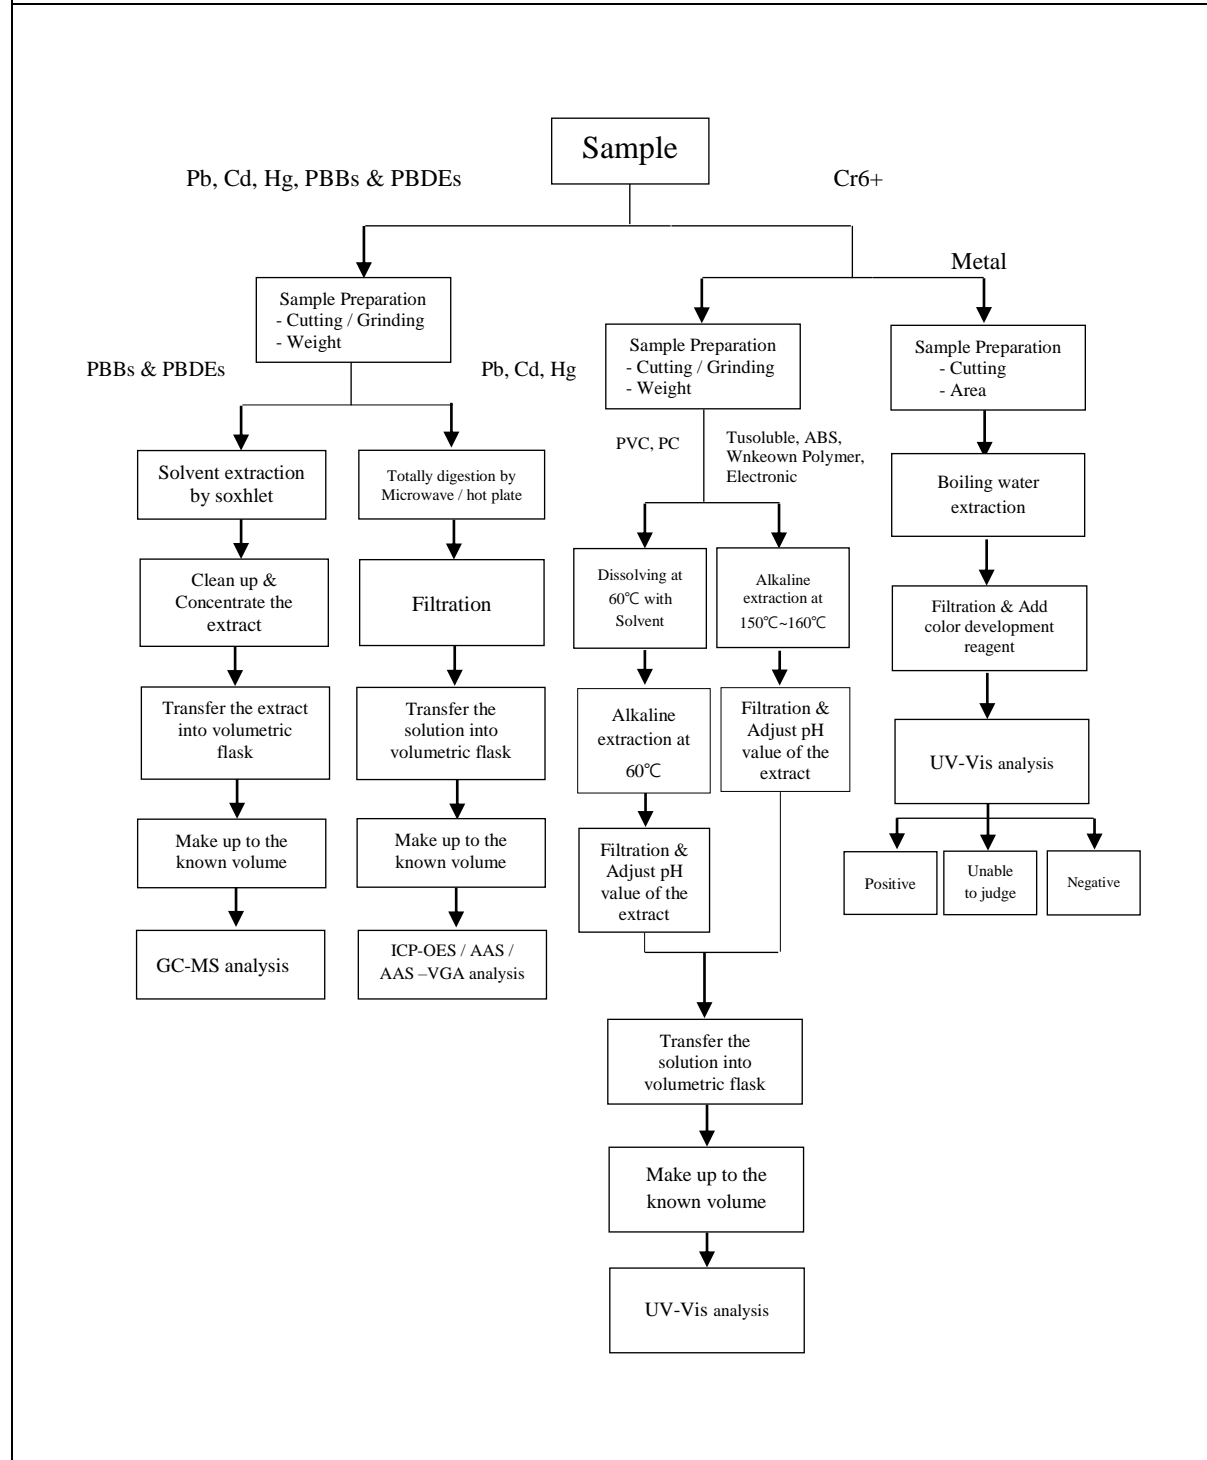 Sample
Pb, Cd, Hg, PBBs & PBDEs
Cr6+
Metal
Sample Preparation
- Cutting / Grinding
- Weight
PBBs & PBDEs
Pb, Cd, Hg
Solvent extraction
by soxhlet
Clean up &
Concentrate the
extract
Transfer the extract
into volumetric
flask
Make up to the
known volume
GC-MS analysis
Totally digestion by
Microwave / hot plate
Filtration
Transfer the
solution into
volumetric flask
Make up to the
known volume
ICP-OES / AAS /
AAS –VGA analysis
Sample Preparation
- Cutting / Grinding
- Weight
PVC, PC
Tusoluble, ABS,
Wnkeown Polymer,
Electronic
Dissolving at
60℃ with
Solvent
Alkaline
extraction at
60℃
Filtration &
Adjust pH
value of the
extract
Alkaline
extraction at
150℃~160℃
Filtration &
Adjust pH
value of the
extract
Transfer the
solution into
volumetric flask
Make up to the
known volume
UV-Vis analysis
Sample Preparation
- Cutting
- Area
Boiling water
extraction
Filtration & Add
color development
reagent
UV-Vis analysis
Positive
Unable
to judge
Negative